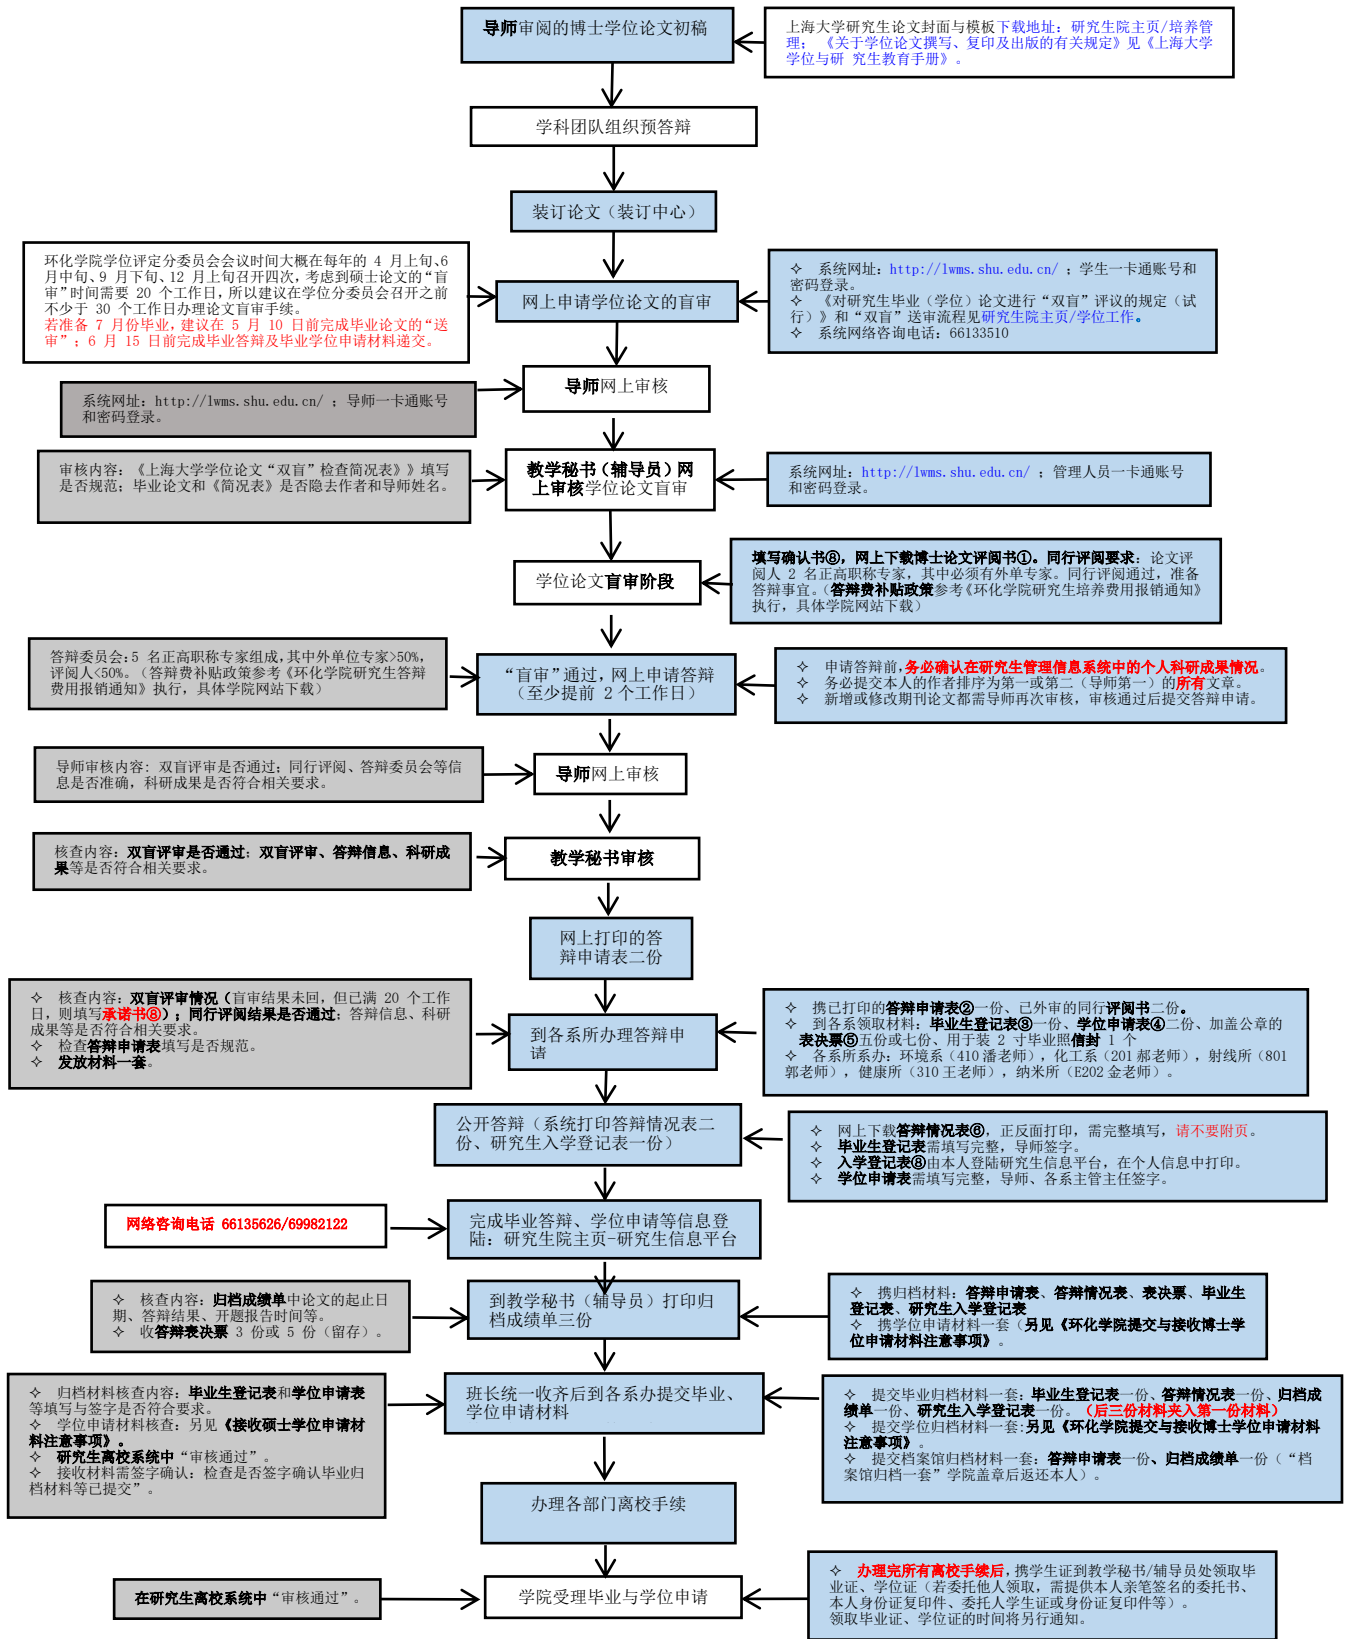 导师审阅的博士学位论文初稿
上海大学研究生论文封面与模板下载地址：研究生院主页/培养管
理；《关于学位论文撰写、复印及出版的有关规定》见《上海大学
学位与研 究生教育手册》。
学科团队组织预答辩
装订论文（装订中心）
环化学院学位评定分委员会会议时间大概在每年的 4 月上旬、6
月中旬、9 月下旬、12 月上旬召开四次，考虑到硕士论文的“盲
审”时间需要 20 个工作日，所以建议在学位分委员会召开之前
不少于 30 个工作日办理论文盲审手续。
若准备 7 月份毕业，建议在 5 月 10 日前完成毕业论文的“送
审”；6 月 15 日前完成毕业答辩及毕业学位申请材料递交。
网上申请学位论文的盲审
✧ 系统网址：http://lwms.shu.edu.cn/ ；学生一卡通账号和
密码登录。
✧ 《对研究生毕业（学位）论文进行“双盲”评议的规定（试
行）》和“双盲”送审流程见研究生院主页/学位工作。
✧ 系统网络咨询电话：66133510
导师网上审核
系统网址：http://lwms.shu.edu.cn/ ；导师一卡通账号
和密码登录。
审核内容：《上海大学学位论文“双盲”检查简况表》》填写
是否规范；毕业论文和《简况表》是否隐去作者和导师姓名。
教学秘书（辅导员）网
上审核学位论文盲审
系统网址：http://lwms.shu.edu.cn/ ；管理人员一卡通账号
和密码登录。
学位论文盲审阶段
填写确认书⑧，网上下载博士论文评阅书①。同行评阅要求：论文评
阅人 2 名正高职称专家，其中必须有外单专家。同行评阅通过，准备
答辩事宜。（答辩费补贴政策参考《环化学院研究生培养费用报销通知》
执行，具体学院网站下载）
答辩委员会：5 名正高职称专家组成，其中外单位专家>50%，
评阅人<50%。（答辩费补贴政策参考《环化学院研究生答辩
费用报销通知》执行，具体学院网站下载）
“盲审”通过，网上申请答辩
（至少提前 2 个工作日）
✧ 申请答辩前，务必确认在研究生管理信息系统中的个人科研成果情况。
✧ 务必提交本人的作者排序为第一或第二（导师第一）的所有文章。
✧ 新增或修改期刊论文都需导师再次审核，审核通过后提交答辩申请。
导师审核内容：双盲评审是否通过；同行评阅、答辩委员会等信
息是否准确，科研成果是否符合相关要求。
导师网上审核
核查内容：双盲评审是否通过；双盲评审、答辩信息、科研成
果等是否符合相关要求。
教学秘书审核
网上打印的答
辩申请表二份
✧ 核查内容：双盲评审情况（盲审结果未回，但已满 20 个工作
日，则填写承诺书⑧）；同行评阅结果是否通过；答辩信息、科研
成果等是否符合相关要求。
✧ 检查答辩申请表填写是否规范。
✧ 发放材料一套。
到各系所办理答辩申
请
✧ 携已打印的答辩申请表②一份、已外审的同行评阅书二份。
✧ 到各系领取材料：毕业生登记表③一份、学位申请表④二份、加盖公章的
表决票⑤五份或七份、用于装 2 寸毕业照信封 1 个
✧ 各系所系办：环境系（410 潘老师），化工系（201 郝老师），射线所（801
郭老师），健康所（310 王老师），纳米所（E202 金老师）。
公开答辩（系统打印答辩情况表二
份、研究生入学登记表一份）
✧ 网上下载答辩情况表⑥，正反面打印，需完整填写，请不要附页。
✧ 毕业生登记表需填写完整，导师签字。
✧ 入学登记表⑧由本人登陆研究生信息平台，在个人信息中打印。
✧ 学位申请表需填写完整，导师、各系主管主任签字。
网络咨询电话 66135626/69982122
完成毕业答辩、学位申请等信息登
陆：研究生院主页-研究生信息平台
✧ 核查内容：归档成绩单中论文的起止日
期、答辩结果、开题报告时间等。
✧ 收答辩表决票 3 份或 5 份（留存）。
到教学秘书（辅导员）打印归
档成绩单三份
✧ 携归档材料：答辩申请表、答辩情况表、表决票、毕业生
登记表、研究生入学登记表
✧ 携学位申请材料一套（另见《环化学院提交与接收博士学
位申请材料注意事项》。
✧ 归档材料核查内容：毕业生登记表和学位申请表
等填写与签字是否符合要求。
✧ 学位申请材料核查：另见《接收硕士学位申请材
料注意事项》。
✧ 研究生离校系统中“审核通过”。
✧ 接收材料需签字确认：检查是否签字确认毕业归
档材料等已提交”。
班长统一收齐后到各系办提交毕业、
学位申请材料
✧ 提交毕业归档材料一套：毕业生登记表一份、答辩情况表一份、归档成
绩单一份、研究生入学登记表一份。（后三份材料夹入第一份材料）
✧ 提交学位归档材料一套：另见《环化学院提交与接收博士学位申请材料
注意事项》。
✧ 提交档案馆归档材料一套：答辩申请表一份、归档成绩单一份（“档
案馆归档一套”学院盖章后返还本人）。
办理各部门离校手续
在研究生离校系统中“审核通过”。
学院受理毕业与学位申请
✧ 办理完所有离校手续后，携学生证到教学秘书/辅导员处领取毕
业证、学位证（若委托他人领取，需提供本人亲笔签名的委托书、
本人身份证复印件、委托人学生证或身份证复印件等）。
领取毕业证、学位证的时间将另行通知。